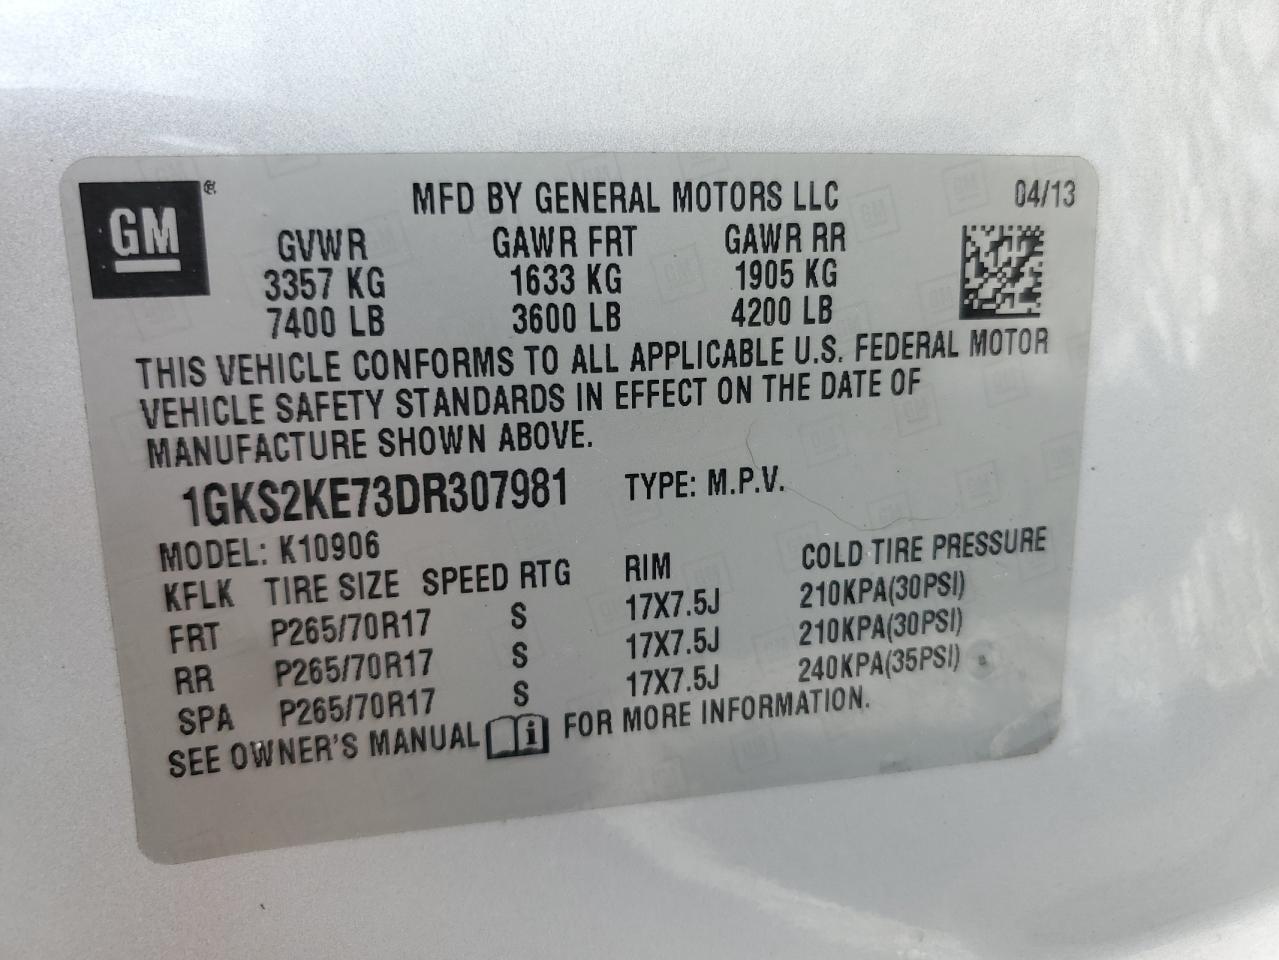 GM ® MFD BY GENERAL MOTORS LLC 04/13
GVWR GAWR FRT GAWR RR
3357 KG 1633 KG 1905 KG
7400 LB 3600 LB 4200 LB
THIS VEHICLE CONFORMS TO ALL APPLICABLE U.S. FEDERAL MOTOR
VEHICLE SAFETY STANDARDS IN EFFECT ON THE DATE OF
MANUFACTURE SHOWN ABOVE.
1GKS2KE73DR307981 TYPE: M.P.V.
MODEL: K10906
KFLK TIRE SIZE SPEED RTG RIM COLD TIRE PRESSURE
FRT P265/70R17 S 17X7.5J 210KPA(30PSI)
RR P265/70R17 S 17X7.5J 210KPA(30PSI)
SPA P265/70R17 S 17X7.5J 240KPA(35PSI)
SEE OWNER'S MANUAL i FOR MORE INFORMATION.